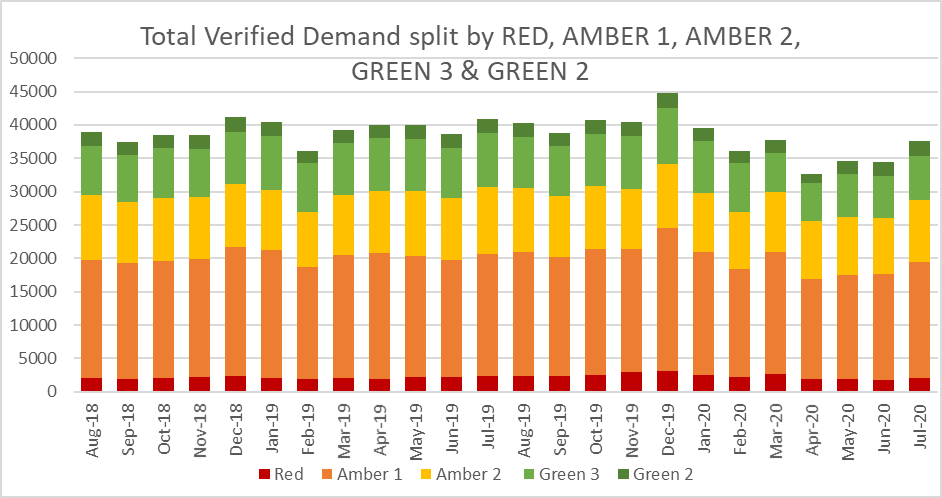 Total Verified Demand split by RED, AMBER 1, AMBER 2,
GREEN 3 & GREEN 2
50000
45000
40000
35000
30000
25000
20000
15000
10000
5000
0
Aug-18
Sep-18
Oct-18
Nov-18
Dec-18
Jan-19
Feb-19
Mar-19
Apr-19
May-19
Jun-19
Jul-19
Aug-19
Sep-19
Oct-19
Nov-19
Dec-19
Jan-20
Feb-20
Mar-20
Apr-20
May-20
Jun-20
Jul-20
Red Amber 1 Amber 2 Green 3 Green 2